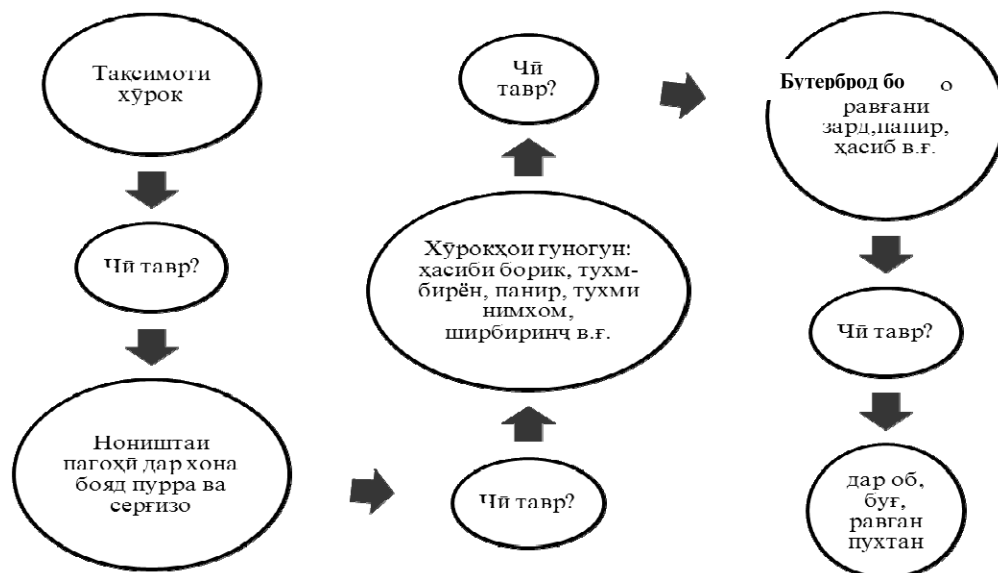 Тақсимоти
хӯрок
Чӣ тавр?
Ноништаи
пагоҳӣ дар хона
бояд пурра ва
серғизо
Чӣ тавр?
Хӯрокҳои гуногун:
ҳасиби борик, тухм-
бирён, панир, тухми
нимхом,
ширбиринҷ в.ғ.
Чӣ
тавр?
Бутерброд бо о
равғани
зард,панир,
ҳасиб в.ғ.
Чӣ тавр?
дар об,
буғ,
равган
пухтан